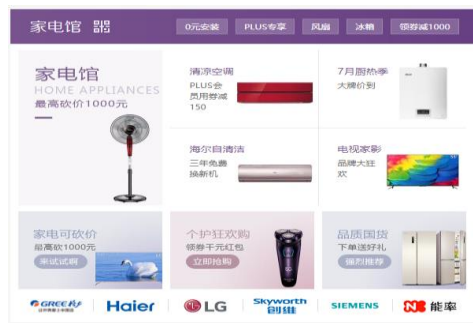 家电馆
0元安装
PLUS专享
风扇
冰箱
领券减1000
家电馆
HOME APPLIANCES
最高砍价1000元
清凉空调
PLUS会
员用券减
150
7月厨热季
大牌价到
海尔自清洁
三年免费
换新机
电视家影
品牌大狂
欢
家电可砍价
最高砍1000元
来试试啊
个护狂欢购
领券千元红包
立即抢购
品质国货
下单送好礼
强烈推荐
GREE格力
Haier
LG
Skyworth
创维
SIEMENS
能率